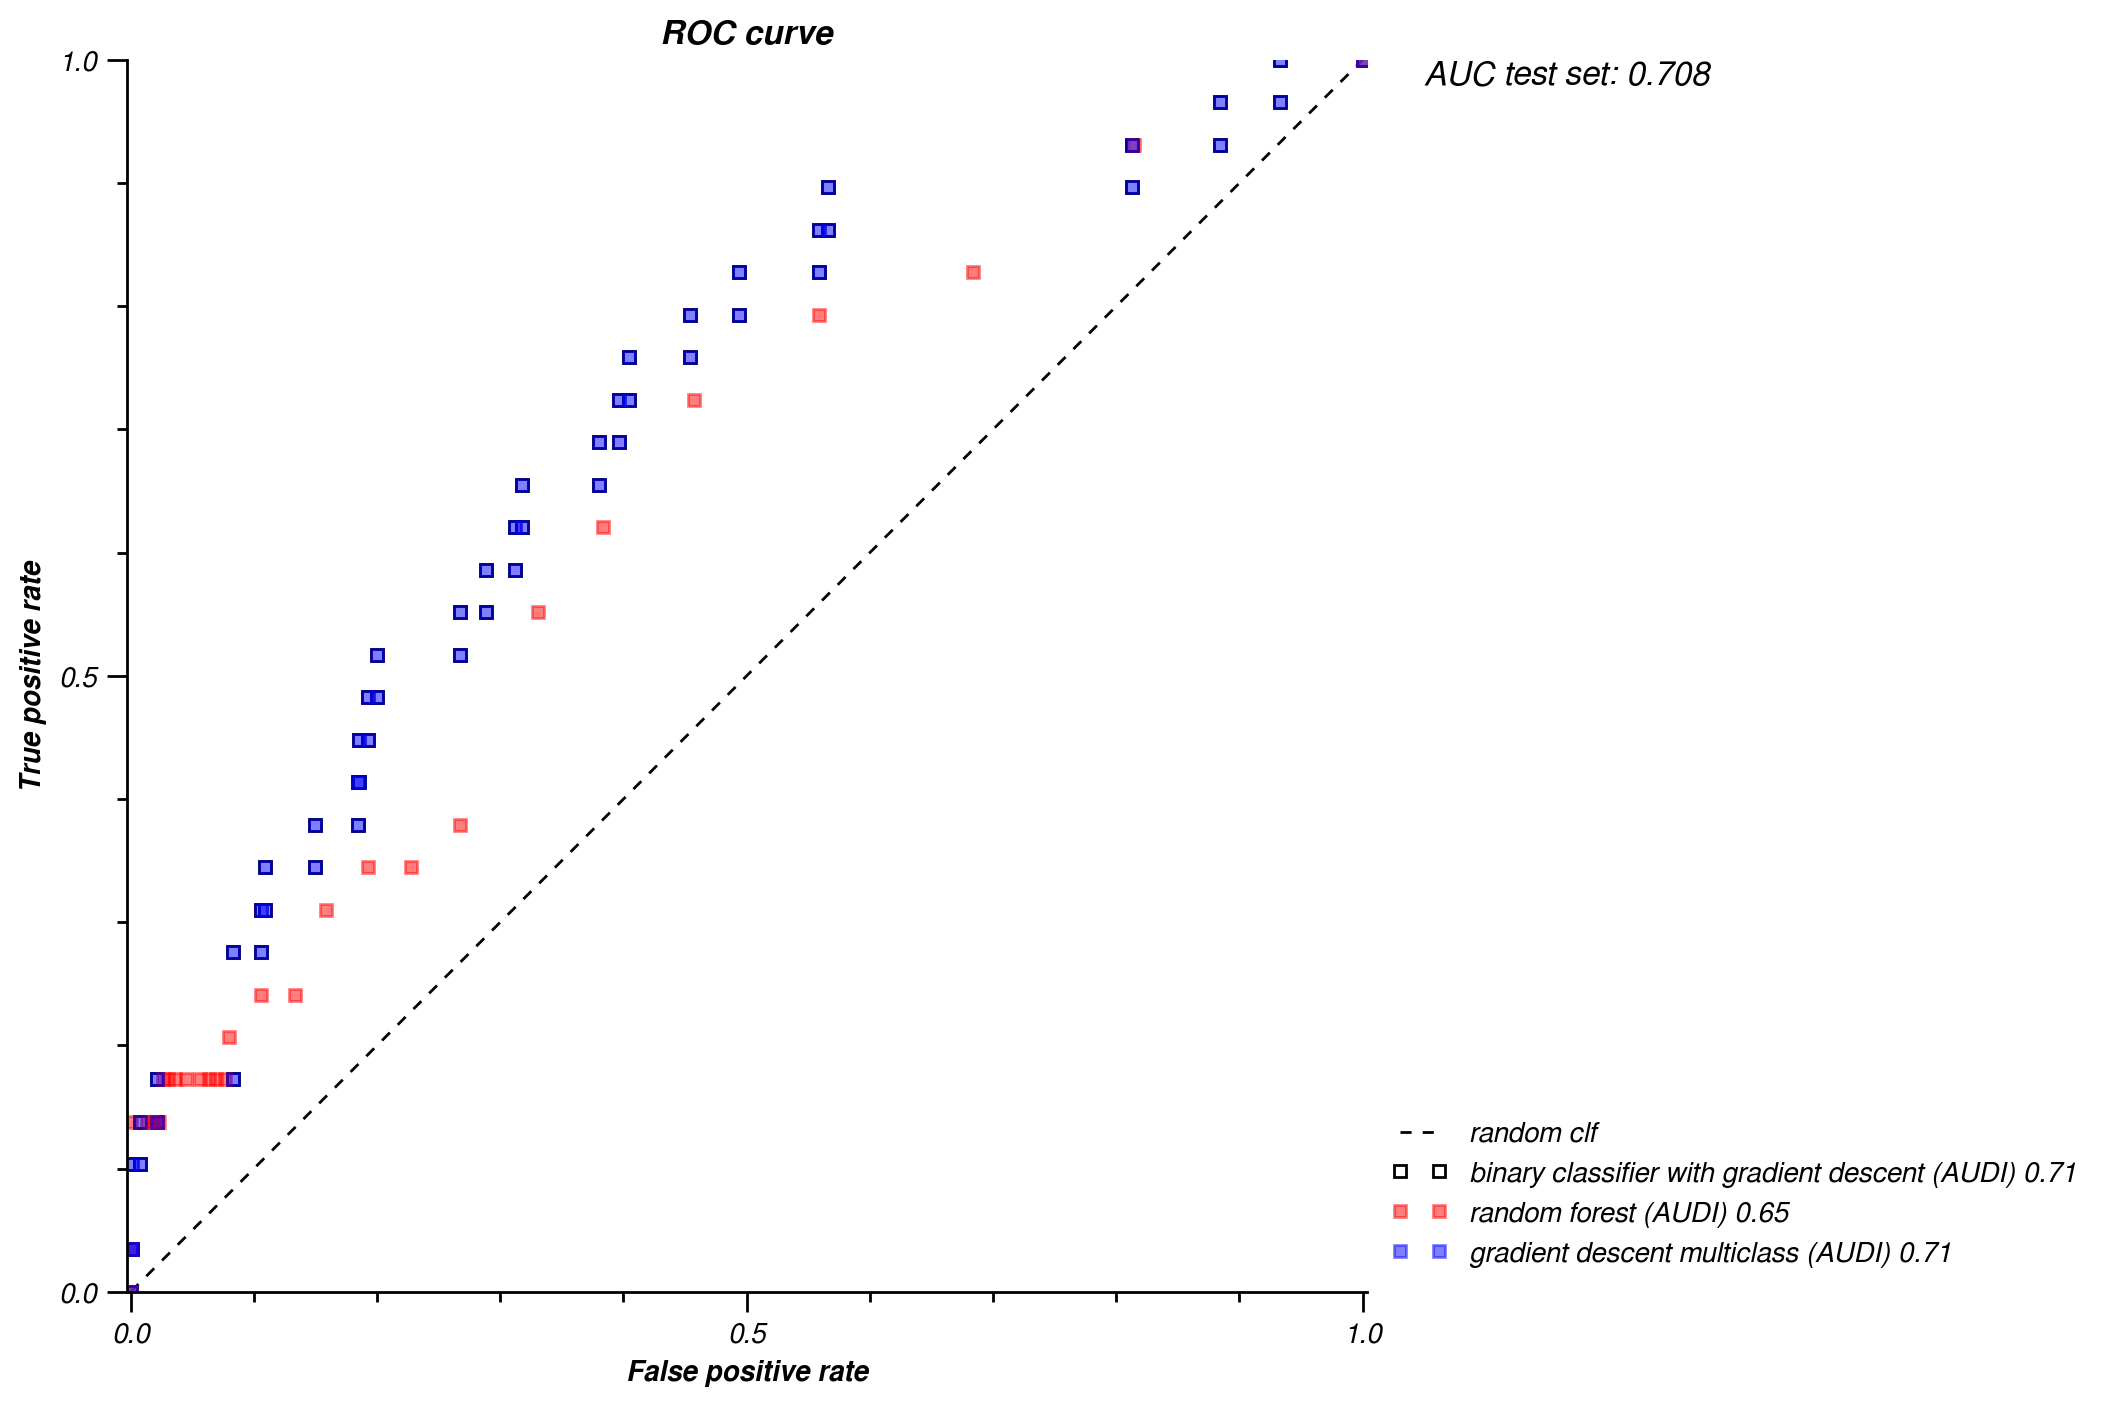 ROC curve
AUC test set: 0.708
1.0
0.5
0.0
True positive rate
0.0
0.5
1.0
False positive rate
random clf
binary classifier with gradient descent (AUDI) 0.71
random forest (AUDI) 0.65
gradient descent multiclass (AUDI) 0.71